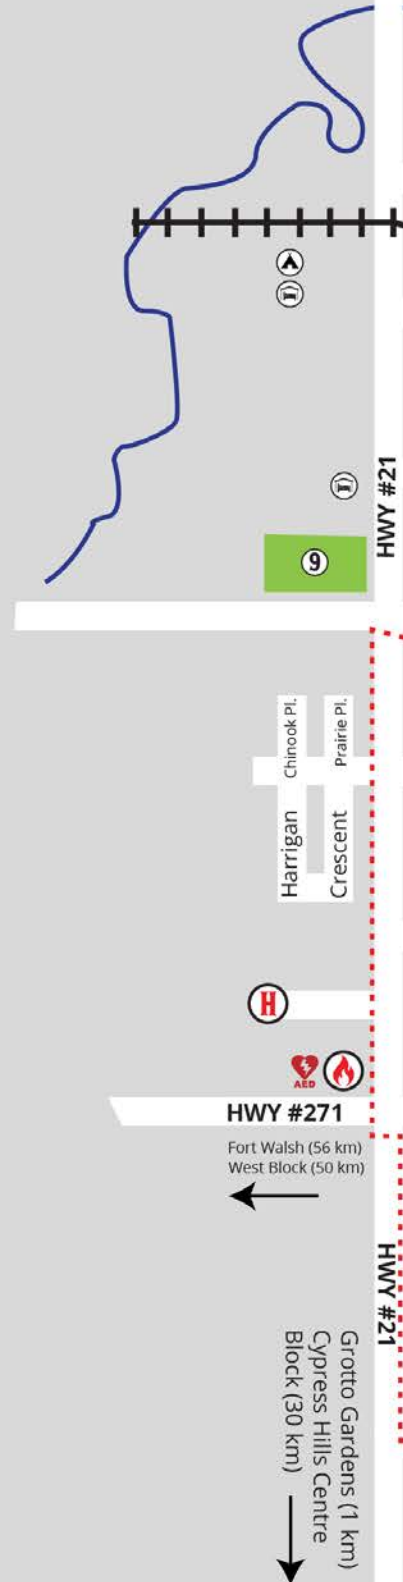 HWY #21
9
Chinook Pl.
Prairie Pl.
Harrigan
Crescent
H
AED
HWY #271
Fort Walsh (56 km)
West Block (50 km)
HWY #21
Grotto Gardens (1 km)
Cypress Hills Centre
Block (30 km)